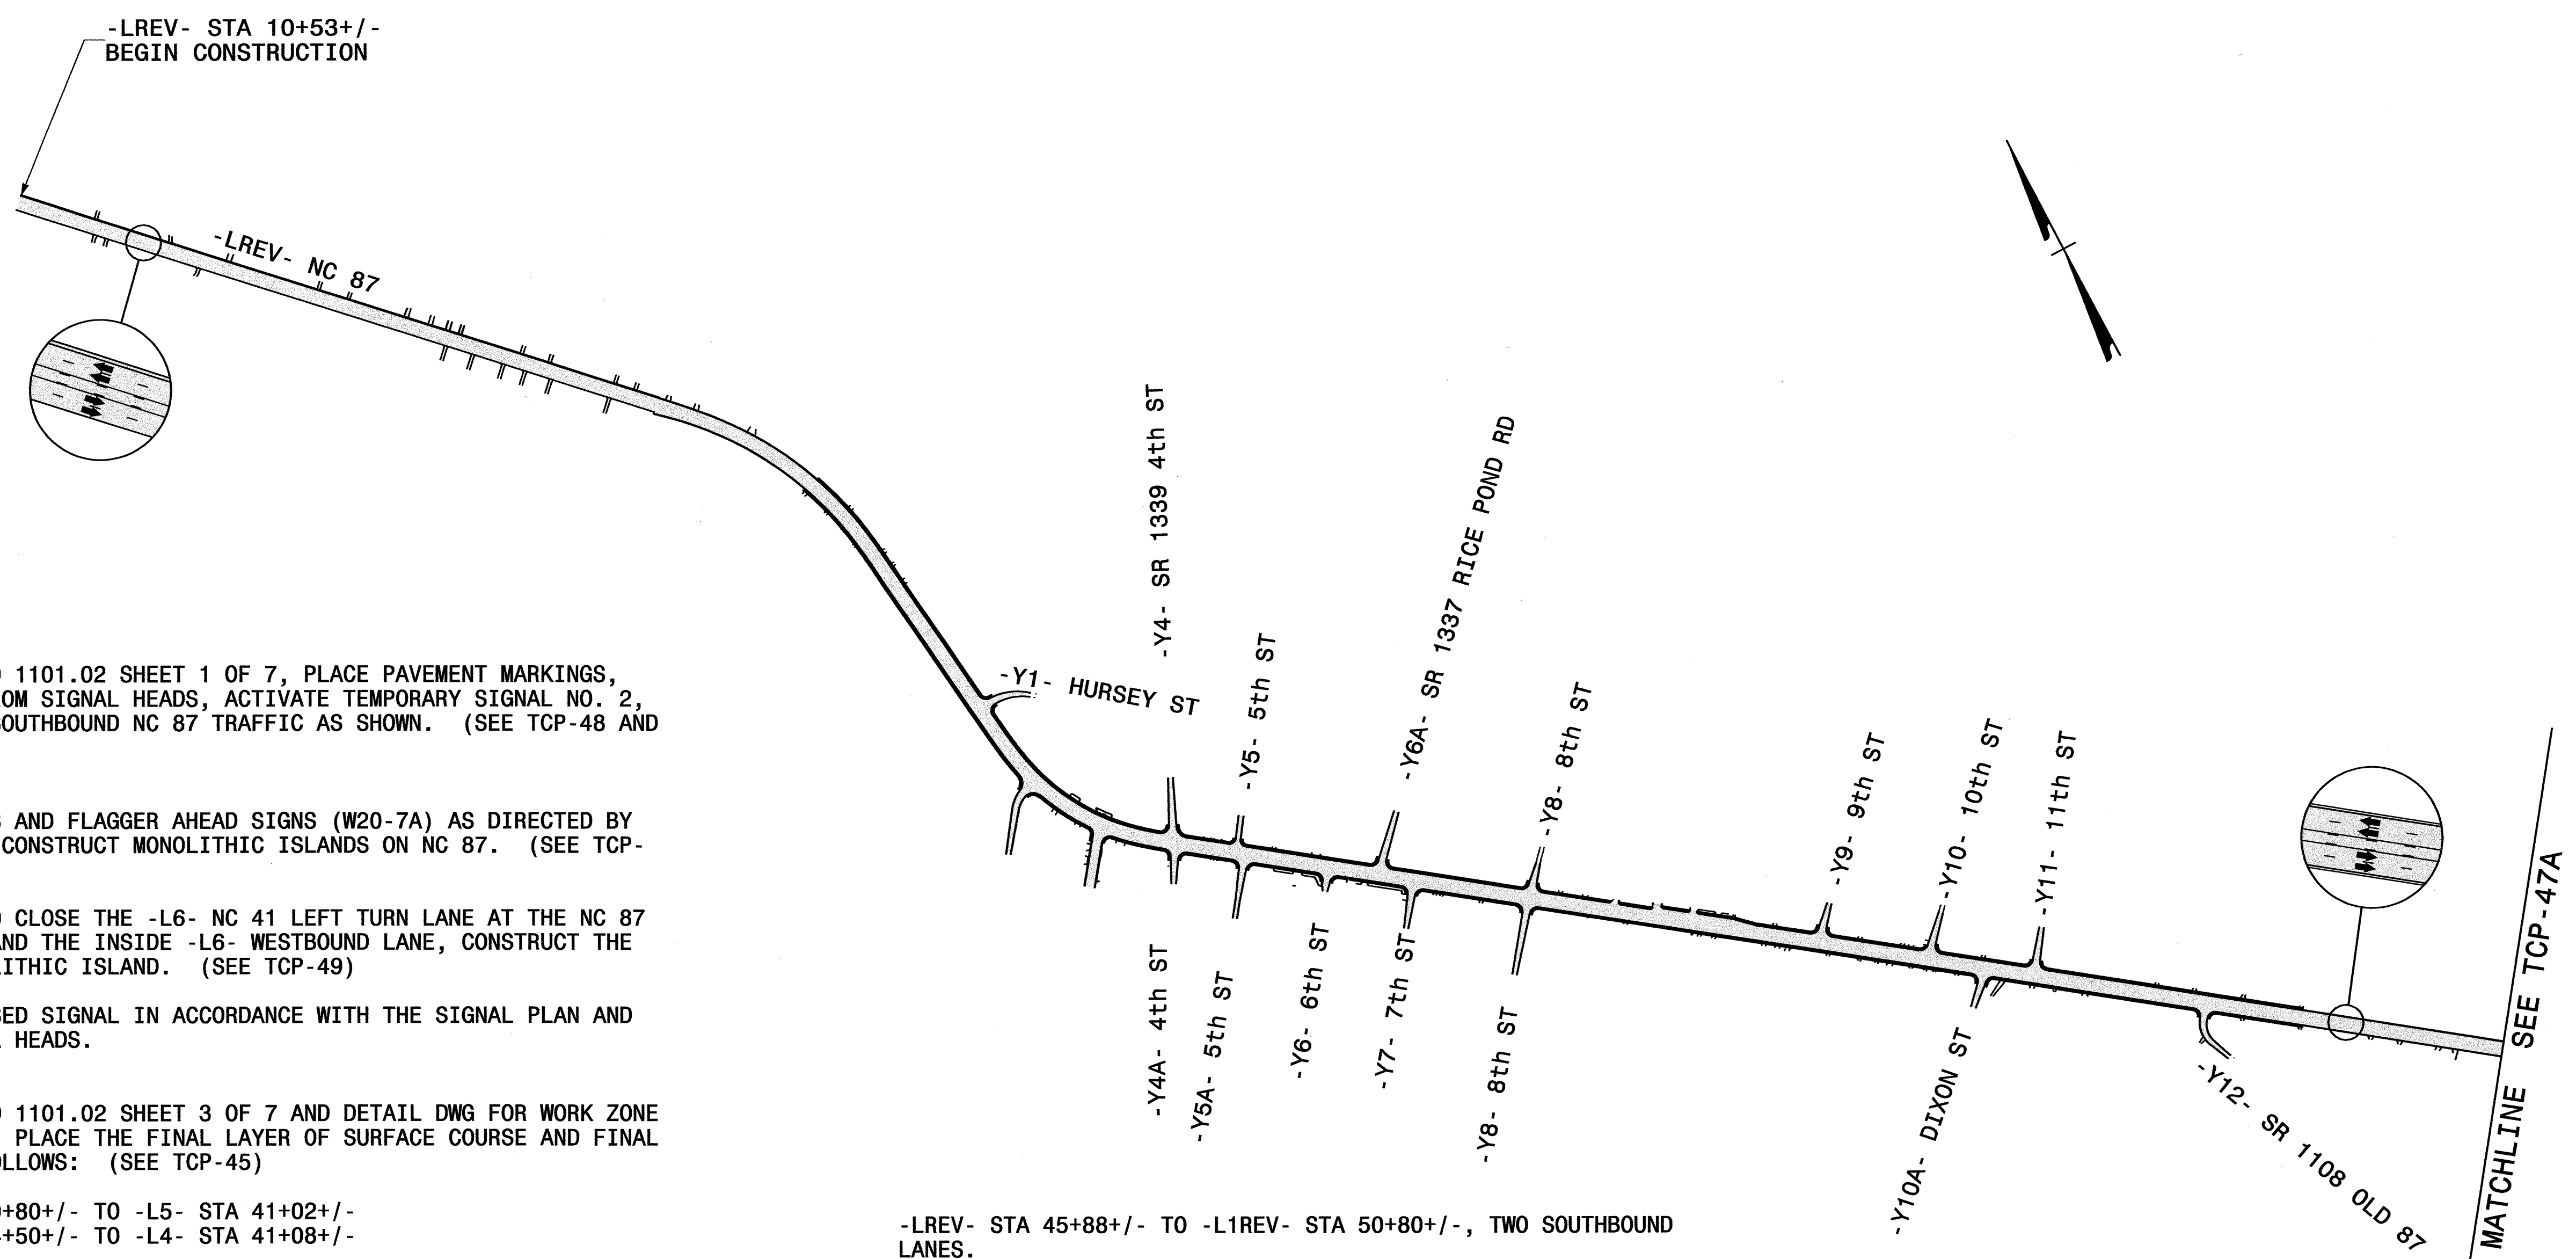 -LREV- STA 10+53+/-
BEGIN CONSTRUCTION
-LREV- NC 87
-Y1- HURSEY ST
-Y4- SR 1339 4th ST
-Y5- 5th ST
-Y6A- SR 1337 RICE POND RD
-Y8- 8th ST
-Y9- 9th ST
-Y10- 10th ST
-Y11- 11th ST
-Y4A- 4th ST
-Y5A- 5th ST
-Y6- 6th ST
-Y7- 7th ST
-Y8- 8th ST
-Y10A- DIXON ST
-Y12- SR 1108 OLD 87
MATCHLINE SEE TCP-47A
1101.02 SHEET 1 OF 7, PLACE PAVEMENT MARKINGS,
SIGNAL HEADS, ACTIVATE TEMPORARY SIGNAL NO. 2,
SOUTHBOUND NC 87 TRAFFIC AS SHOWN. (SEE TCP-48 AND
AND FLAGGER AHEAD SIGNS (W20-7A) AS DIRECTED BY
CONSTRUCT MONOLITHIC ISLANDS ON NC 87. (SEE TCP-
CLOSE THE -L6- NC 41 LEFT TURN LANE AT THE NC 87
AND THE INSIDE -L6- WESTBOUND LANE, CONSTRUCT THE
LITHIC ISLAND. (SEE TCP-49)
SED SIGNAL IN ACCORDANCE WITH THE SIGNAL PLAN AND
HEADS.
1101.02 SHEET 3 OF 7 AND DETAIL DWG FOR WORK ZONE
PLACE THE FINAL LAYER OF SURFACE COURSE AND FINAL
OLLOWS: (SEE TCP-45)
+80+/- TO -L5- STA 41+02+/-
+50+/- TO -L4- STA 41+08+/-
-LREV- STA 45+88+/- TO -L1REV- STA 50+80+/-, TWO SOUTHBOUND
LANES.